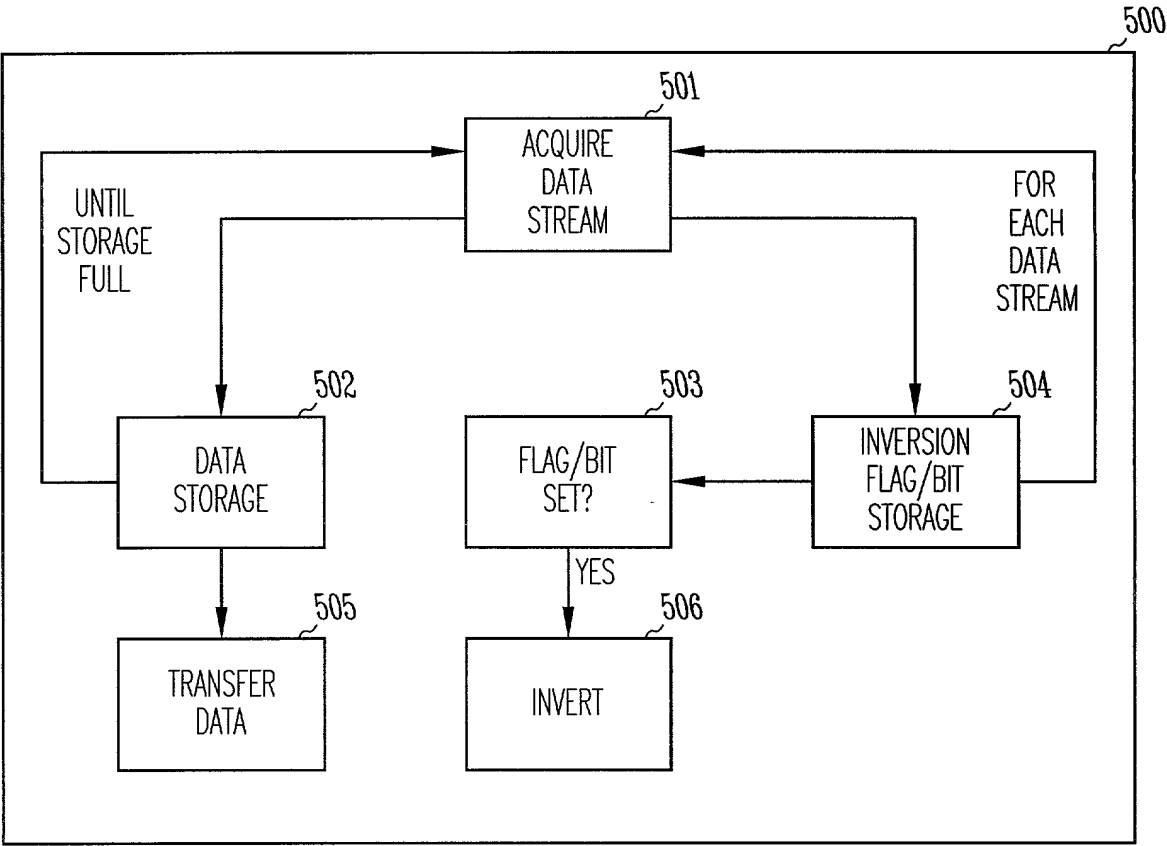 500
501
ACQUIRE
DATA
STREAM
UNTIL
STORAGE
FULL
FOR
EACH
DATA
STREAM
502
DATA
STORAGE
503
FLAG/BIT
SET?
504
INVERSION
FLAG/BIT
STORAGE
YES
505
TRANSFER
DATA
506
INVERT